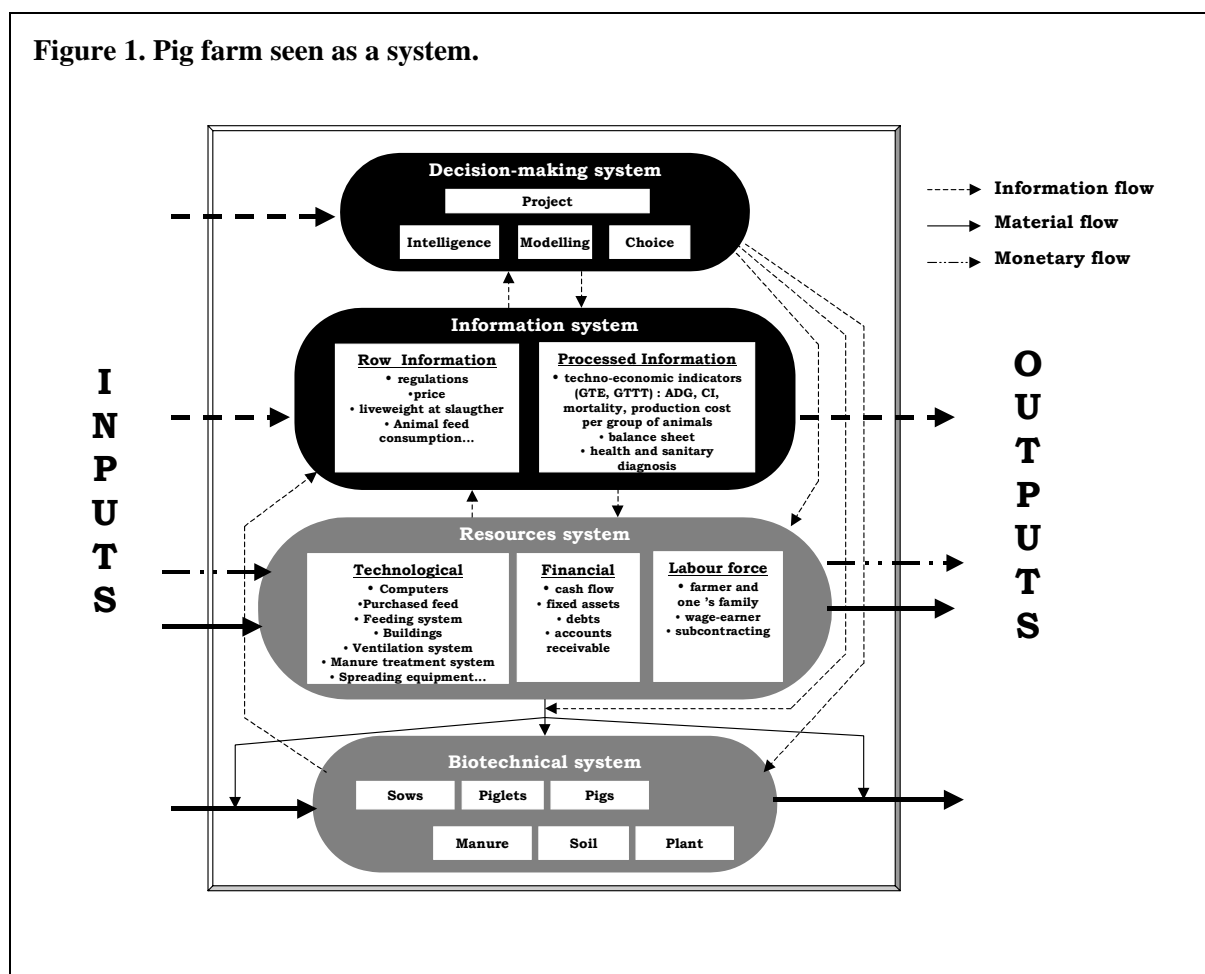 Figure 1. Pig farm seen as a system.
Decision-making system
Project
Intelligence
Modelling
Choice
Information flow
Material flow
Monetary flow
INPUTS
OUTPUTS
Information system
Row Information
• regulations
•price
• liveweight at slaugther
• Animal feed
consumption...
Processed Information
• techno-economic indicators
(GTE, GTTT) : ADG, CI,
mortality, production cost
per group of animals
• balance sheet
• health and sanitary
diagnosis
Resources system
Technological
• Computers
•Purchased feed
• Feeding system
• Buildings
• Ventilation system
• Manure treatment system
• Spreading equipment...
Financial
• cash flow
• fixed assets
• debts
• accounts
receivable
Labour force
• farmer and
one 's family
• wage-earner
• subcontracting
Biotechnical system
Sows
Piglets
Pigs
Manure
Soil
Plant